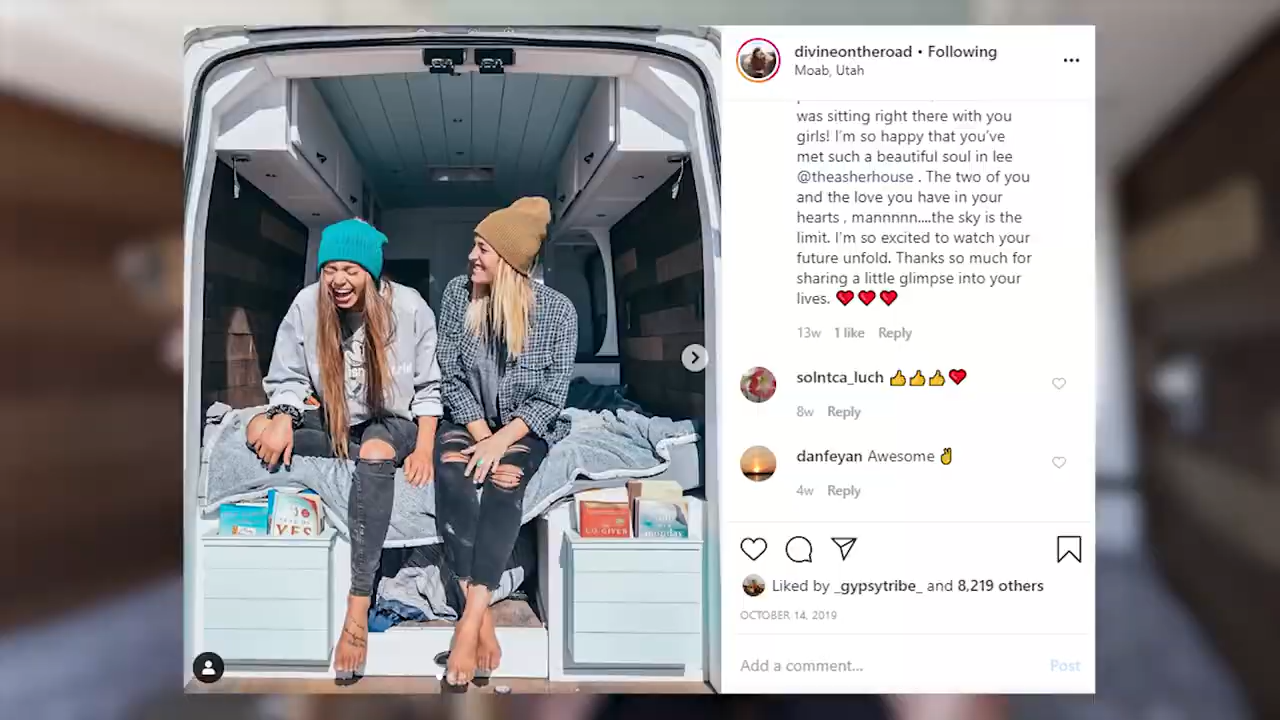 divineontheroad • Following
Moab, Utah
was sitting right there with you
girls! I'm so happy that you've
met such a beautiful soul in lee
@theasherhouse . The two of you
and the love you have in your
hearts , mannnnn....the sky is the
limit. I'm so excited to watch your
future unfold. Thanks so much for
sharing a little glimpse into your
lives. ❤️❤️❤️
13w 1 like Reply
solntca_luch 👍👍👍❤️
8w Reply
danfeyan Awesome ✌️
4w Reply
Liked by _gypsytribe_ and 8,219 others
OCTOBER 14, 2019
Add a comment... Post
YES
GO-GIVER
monday